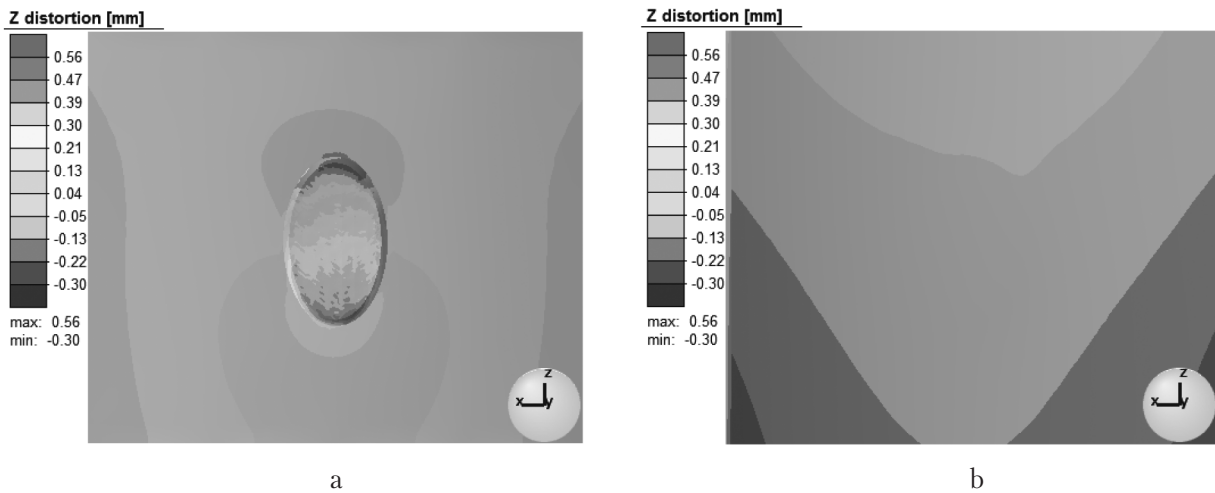 Z distortion [mm]
0.56
0.47
0.39
0.30
0.21
0.13
0.04
-0.05
-0.13
-0.22
-0.30
max: 0.56
min: -0.30
z
x y
a
Z distortion [mm]
0.56
0.47
0.39
0.30
0.21
0.13
0.04
-0.05
-0.13
-0.22
-0.30
max: 0.56
min: -0.30
z
x y
b